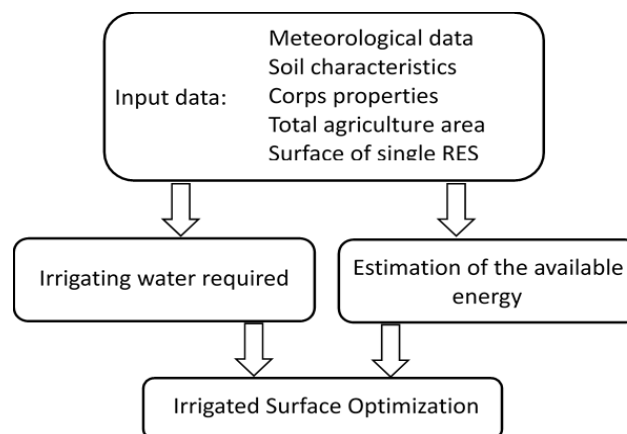 Meteorological data
Soil characteristics
Input data:
Corps properties
Total agriculture area
Surface of single RES
Irrigating water required
Estimation of the available
energy
Irrigated Surface Optimization